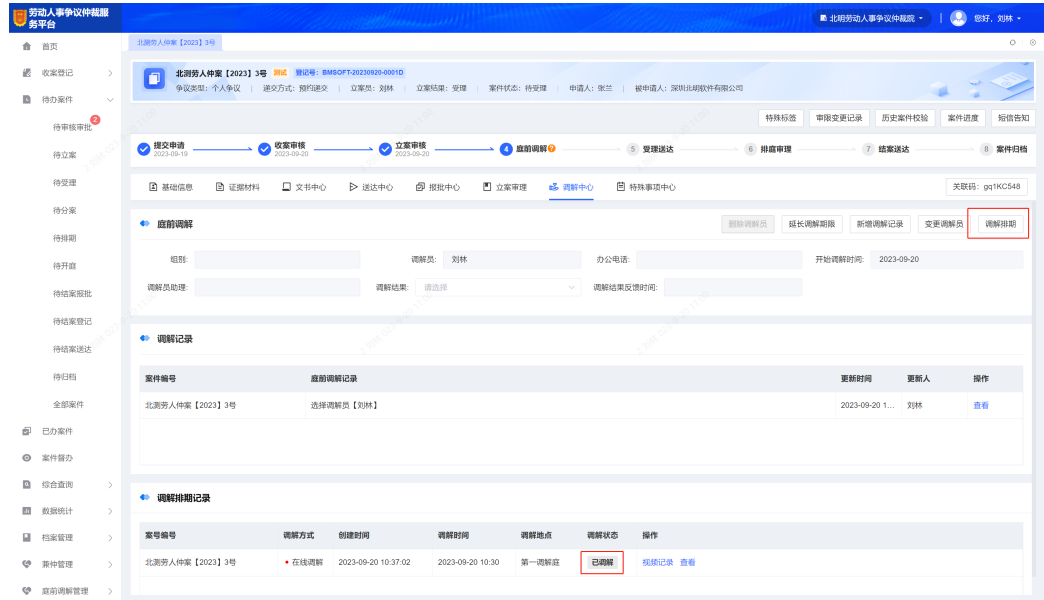 劳动人事争议仲裁服务平台
北明劳动人事争议仲裁院
您好，刘林
首页
收案登记
待办案件
待审核审批 2
待立案
待受理
待分案
待排期
待开庭
待结案报批
待结案登记
待结案送达
待归档
全部案件
已办案件
案件督办
综合查询
数据统计
档案管理
兼仲管理
庭前调解管理
北测劳人仲案【2023】3号
北测劳人仲案【2023】3号 测试 登记号：BMSOFT-20230920-0001D
争议类型：个人争议 | 递交方式：预约递交 | 立案员：刘林 | 立案结果：受理 | 案件状态：待受理 | 申请人：张兰 | 被申请人：深圳北明软件有限公司
特殊标签 审限变更记录 历史案件校验 案件进度 短信告知
提交申请 2023-09-19
收案审核 2023-09-20
立案审核 2023-09-20
4 庭前调解
5 受理送达
6 排庭审理
7 结案送达
8 案件归档
基础信息 证据材料 文书中心 送达中心 报批中心 立案审理 调解中心 特殊事项中心 关联码：gq1KC548
庭前调解 删除调解员 延长调解期限 新增调解记录 变更调解员 调解排期
组别: 调解员: 刘林 办公电话: 开始调解时间: 2023-09-20
调解员助理: 调解结果: 请选择 调解结果反馈时间:
调解记录
案件编号 庭前调解记录 更新时间 更新人 操作
北测劳人仲案【2023】3号 选择调解员【刘林】 2023-09-20 1... 刘林 查看
调解排期记录
案号编号 调解方式 创建时间 调解时间 调解地点 调解状态 操作
北测劳人仲案【2023】3号 在线调解 2023-09-20 10:37:02 2023-09-20 10:30 第一调解庭 已调解 视频记录 查看